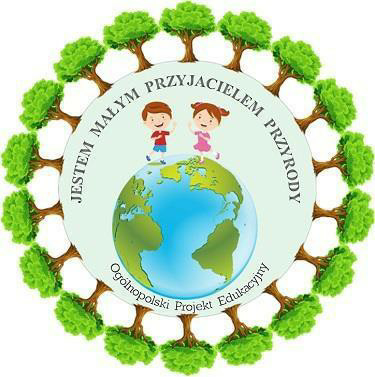 JESTEM MAŁYM PRZYJACIELEM PRZYRODY
Ogólnopolski Projekt Edukacyjny